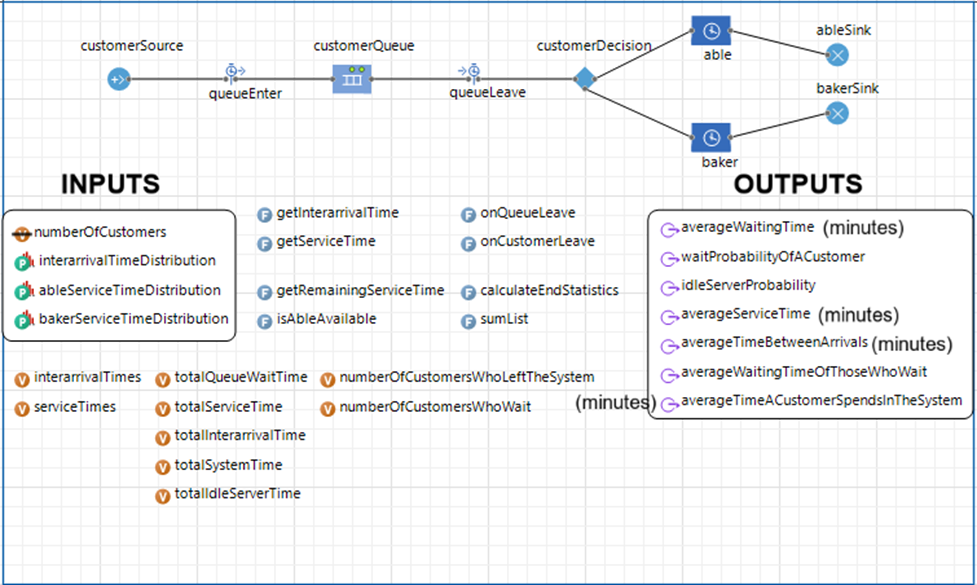 customerSource
customerQueue
customerDecision
able
ableSink
queueEnter
queueLeave
bakerSink
baker
INPUTS
OUTPUTS
numberOfCustomers
interarrivalTimeDistribution
ableServiceTimeDistribution
bakerServiceTimeDistribution
F getInterarrivalTime
F getServiceTime
F getRemainingServiceTime
F isAbleAvailable
F onQueueLeave
F onCustomerLeave
F calculateEndStatistics
F sumList
averageWaitingTime (minutes)
waitProbabilityOfACustomer
idleServerProbability
averageServiceTime (minutes)
averageTimeBetweenArrivals (minutes)
averageWaitingTimeOfThoseWhoWait
(minutes) averageTimeACustomerSpendsInTheSystem
V interarrivalTimes
V serviceTimes
V totalQueueWaitTime
V totalServiceTime
V totalInterarrivalTime
V totalSystemTime
V totalIdleServerTime
V numberOfCustomersWhoLeftTheSystem
V numberOfCustomersWhoWait